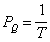 P_Q = 1/T